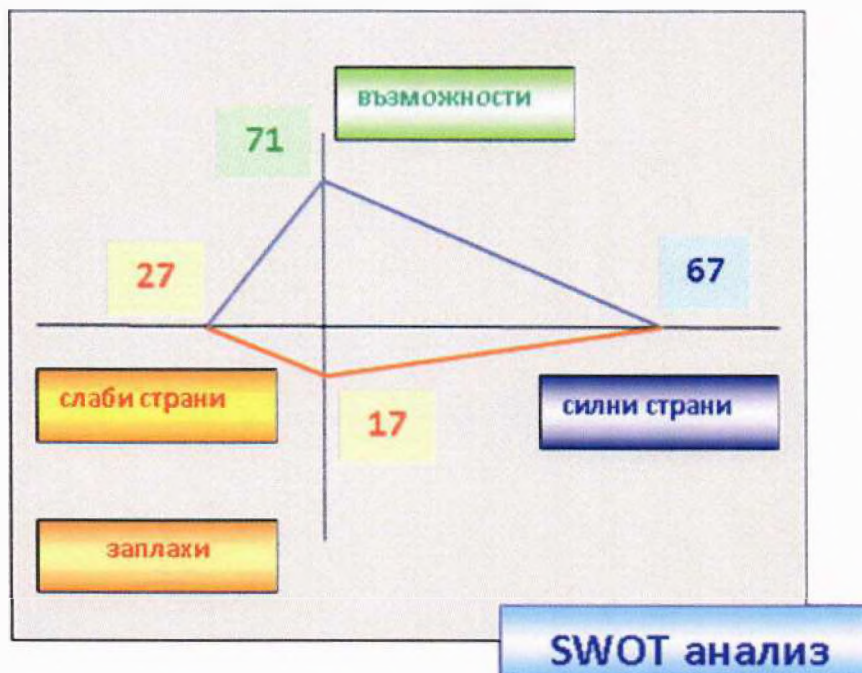 възможности
71
27
67
слаби страни
17
силни страни
заплахи
SWOT анализ